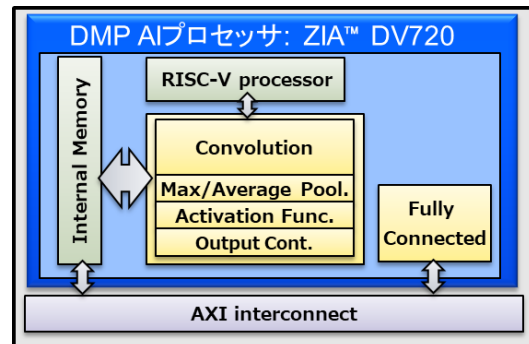 DMP AIプロセッサ: ZIA™ DV720
RISC-V processor
Internal Memory
Convolution
Max/Average Pool.
Activation Func.
Output Cont.
Fully
Connected
AXI interconnect